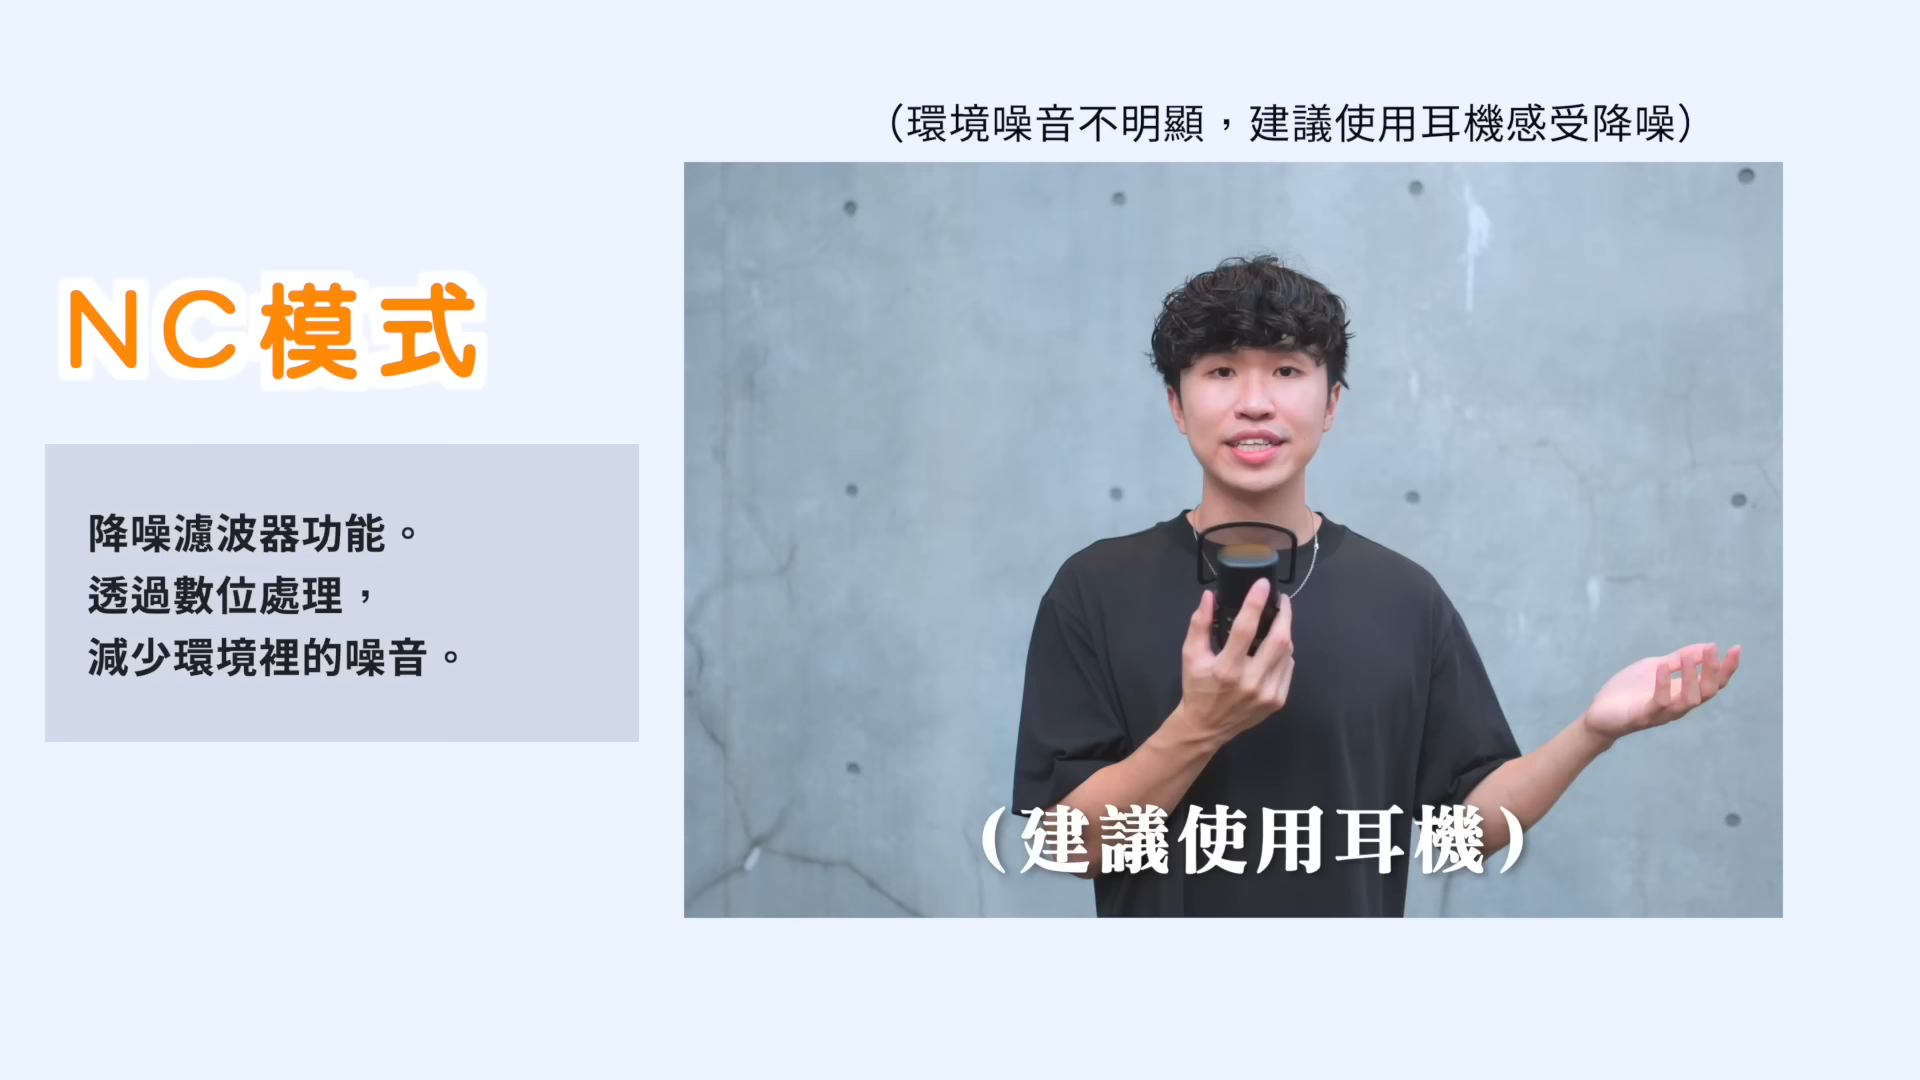 （環境噪音不明顯，建議使用耳機感受降噪）
NC模式
降噪濾波器功能。
透過數位處理，
減少環境裡的噪音。
（建議使用耳機）